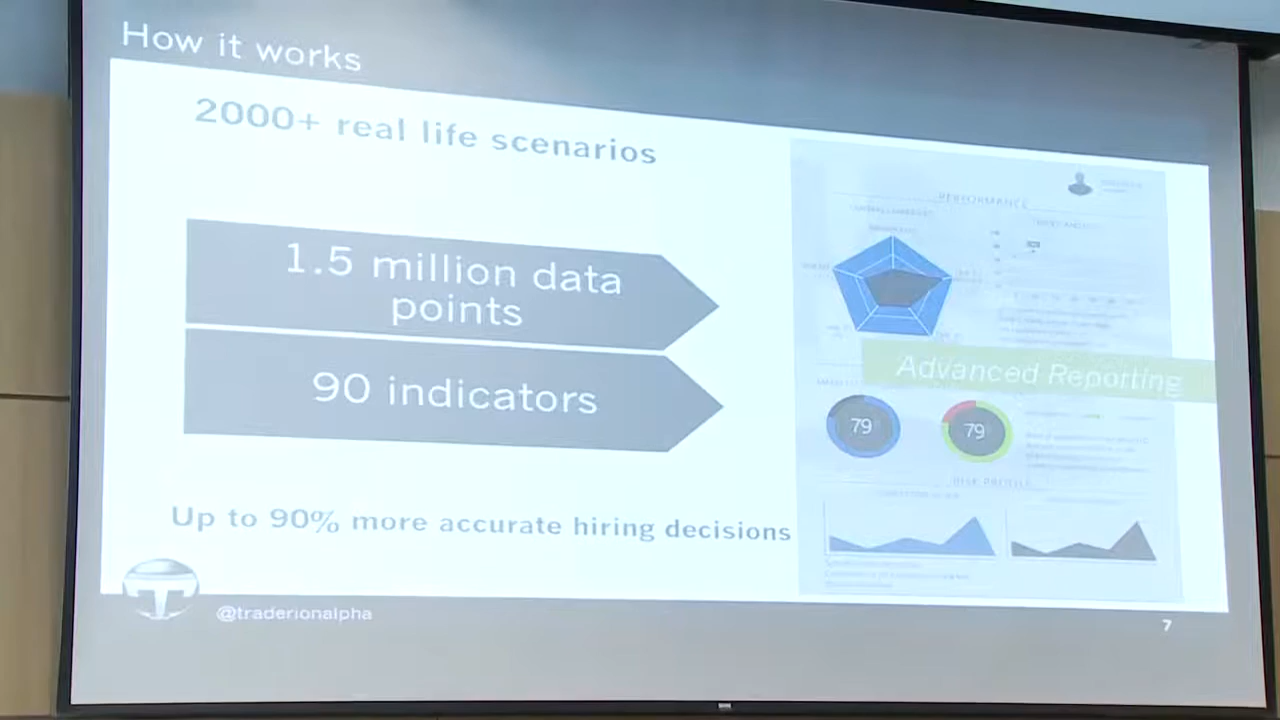 How it works
2000+ real life scenarios
1.5 million data
points
90 indicators
Up to 90% more accurate hiring decisions
PERFORMANCE
Advanced Reporting
79
79
RISK PROFILE
@traderionalpha
7